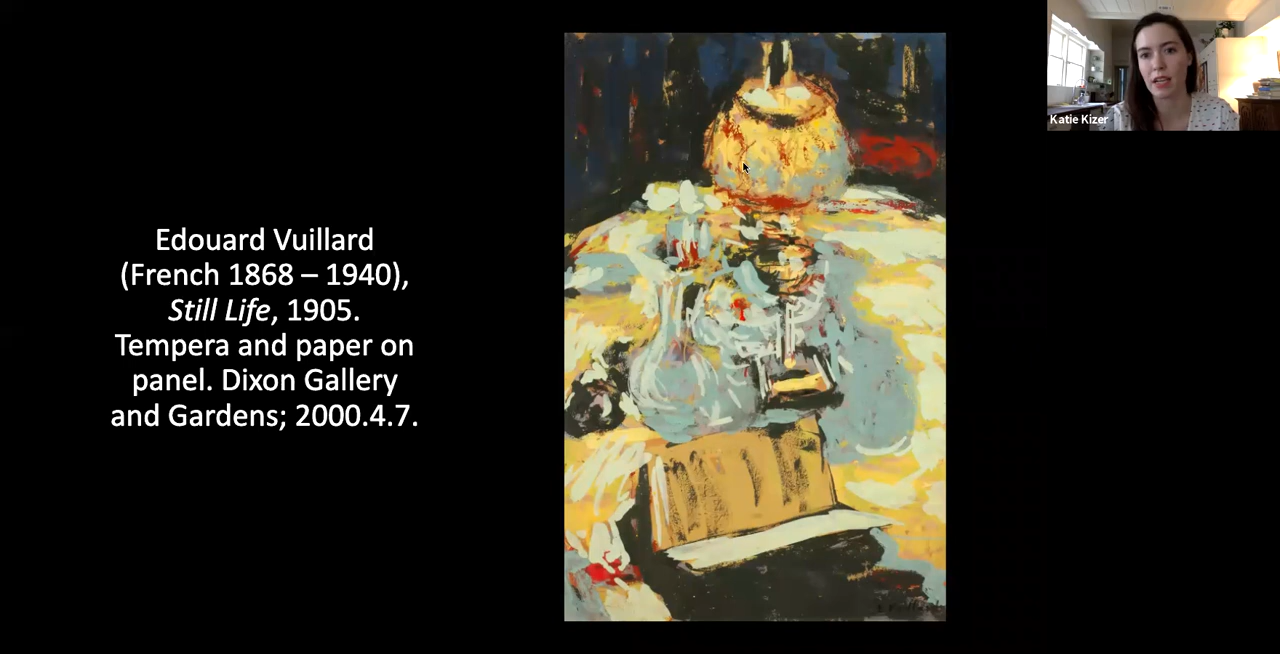 Edouard Vuillard
(French 1868 – 1940),
Still Life, 1905.
Tempera and paper on
panel. Dixon Gallery
and Gardens; 2000.4.7.
Katie Kizer